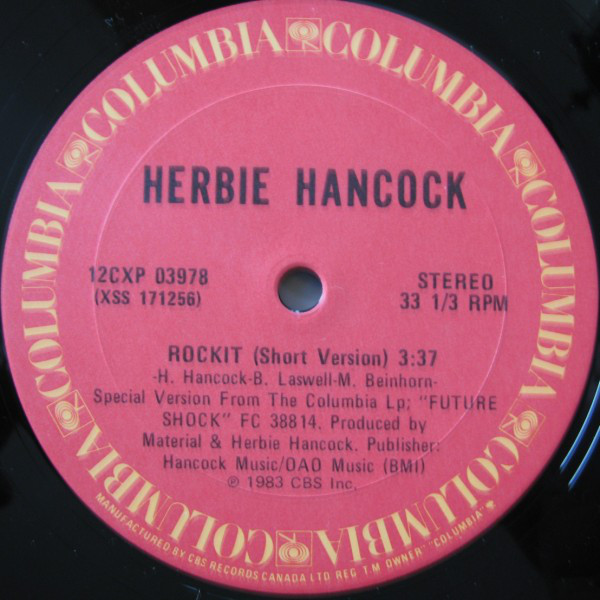 COLUMBIA COLUMBIA COLUMBIA COLUMBIA COLUMBIA COLUMBIA COLUMBIA COLUMBIA
HERBIE HANCOCK
12CXP 03978
(XSS 171256)
STEREO
33 1/3 RPM
ROCKIT (Short Version) 3:37
-H. Hancock-B. Laswell-M. Beinhorn-
Special Version From The Columbia Lp; "FUTURE
SHOCK" FC 38814. Produced by
Material & Herbie Hancock. Publisher:
Hancock Music/OAO Music (BMI)
℗ 1983 CBS Inc.
MANUFACTURED BY CBS RECORDS CANADA LTD REG T M OWNER "COLUMBIA"